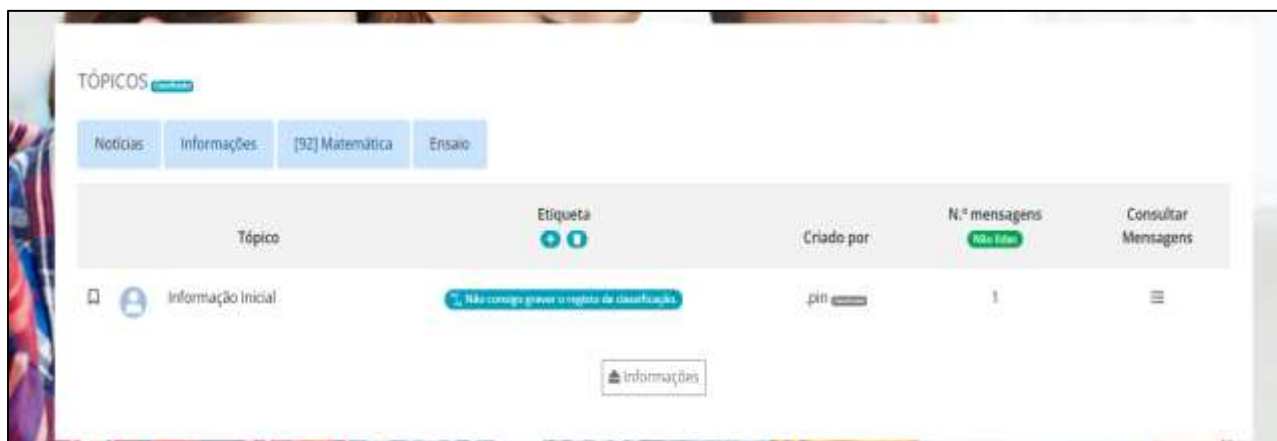 TÓPICOS
Notícias Informações [92] Matemática Ensaio
Tópico Etiqueta Criado por N.º mensagens Não lidas Consultar Mensagens
Informação Inicial Não consigo gravar o registo da classificação. .pin 1
Informações